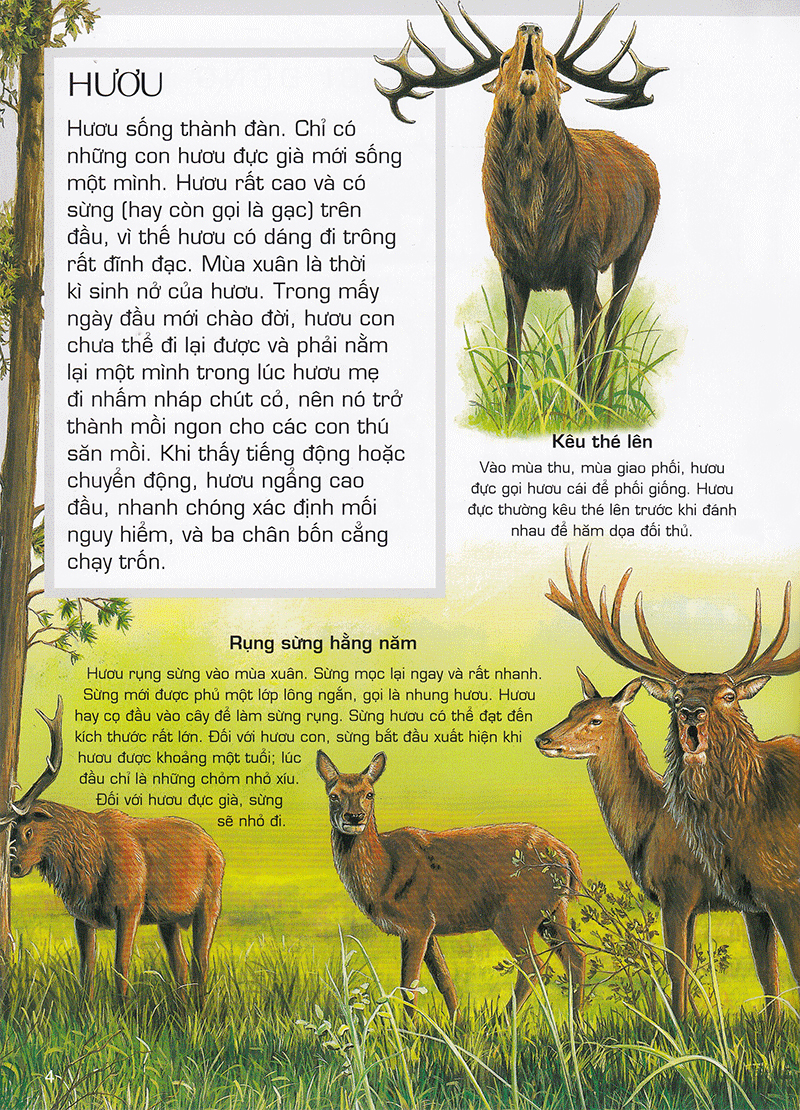 HƯƠU
Hươu sống thành đàn. Chỉ có
những con hươu đực già mới sống
một mình. Hươu rất cao và có
sừng (hay còn gọi là gạc) trên
đầu, vì thế hươu có dáng đi trông
rất đĩnh đạc. Mùa xuân là thời
kì sinh nở của hươu. Trong mấy
ngày đầu mới chào đời, hươu con
chưa thể đi lại được và phải nằm
lại một mình trong lúc hươu mẹ
đi nhấm nháp chút cỏ, nên nó trở
thành mồi ngon cho các con thú
săn mồi. Khi thấy tiếng động hoặc
chuyển động, hươu ngẩng cao
đầu, nhanh chóng xác định mối
nguy hiểm, và ba chân bốn cẳng
chạy trốn.
Kêu thé lên
Vào mùa thu, mùa giao phối, hươu
đực gọi hươu cái để phối giống. Hươu
đực thường kêu thé lên trước khi đánh
nhau để hăm dọa đối thủ.
Rụng sừng hằng năm
Hươu rụng sừng vào mùa xuân. Sừng mọc lại ngay và rất nhanh.
Sừng mới được phủ một lớp lông ngắn, gọi là nhung hươu. Hươu
hay cọ đầu vào cây để làm sừng rụng. Sừng hươu có thể đạt đến
kích thước rất lớn. Đối với hươu con, sừng bắt đầu xuất hiện khi
hươu được khoảng một tuổi; lúc
đầu chỉ là những chỏm nhỏ xíu.
Đối với hươu đực già, sừng
sẽ nhỏ đi.
4